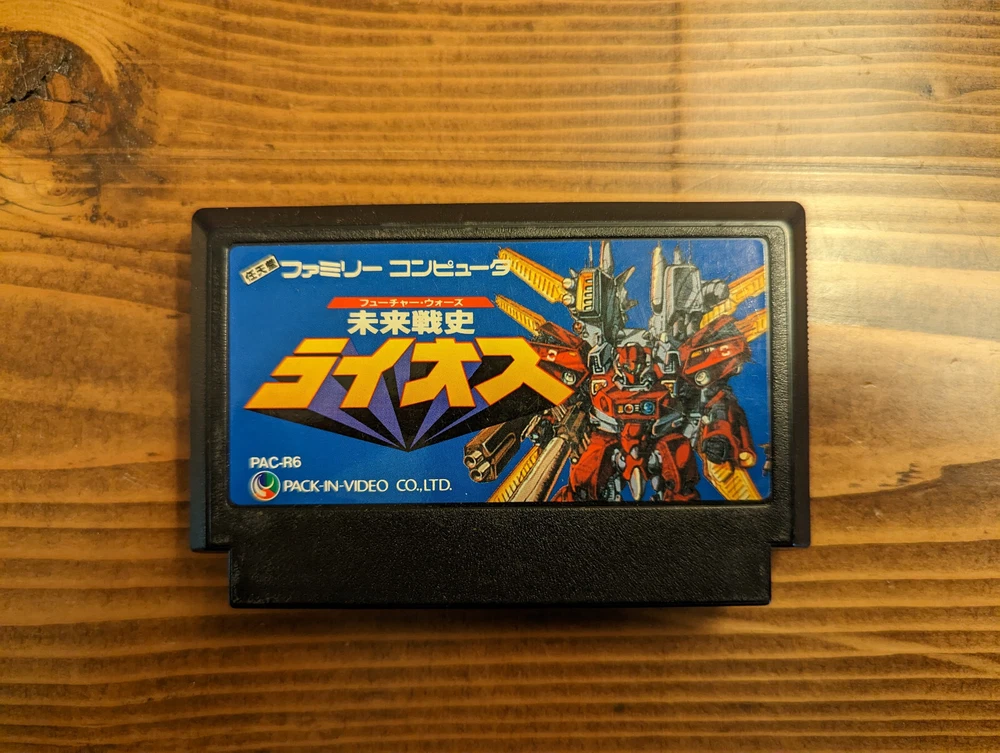 任天堂 ファミリー コンピュータ
フューチャー・ウォーズ
未来戦史
ライオス
PAC-R6
PACK-IN-VIDEO CO.,LTD.